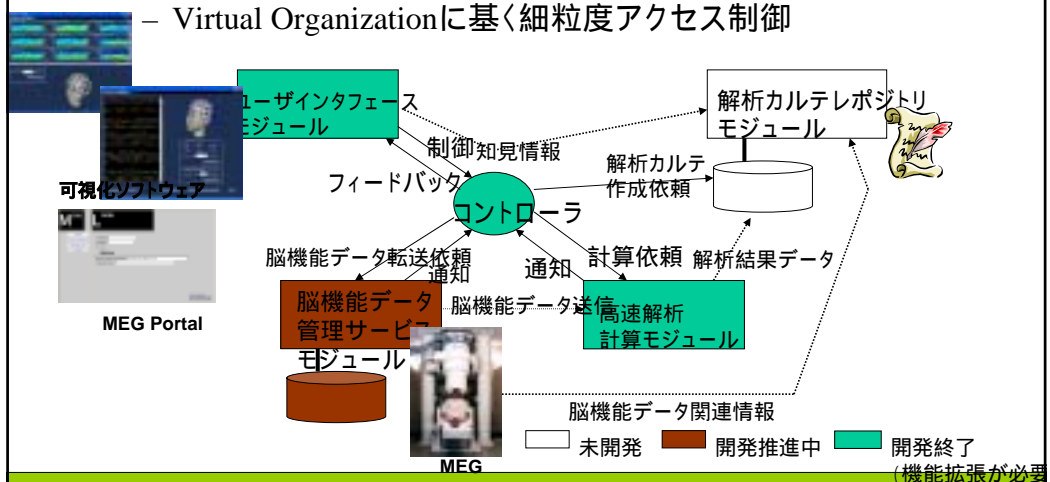 – Virtual Organizationに基く細粒度アクセス制御
ユーザインタフェース
モジュール
解析カルテレポジトリ
モジュール
制御
知見情報
フィードバック
解析カルテ
作成依頼
可視化ソフトウェア
コントローラ
脳機能データ転送依頼
通知
通知
計算依頼
解析結果データ
脳機能データ
管理サービス
モジュール
脳機能データ送信
高速解析
計算モジュール
MEG Portal
MEG
脳機能データ関連情報
未開発
開発推進中
開発終了
(機能拡張が必要